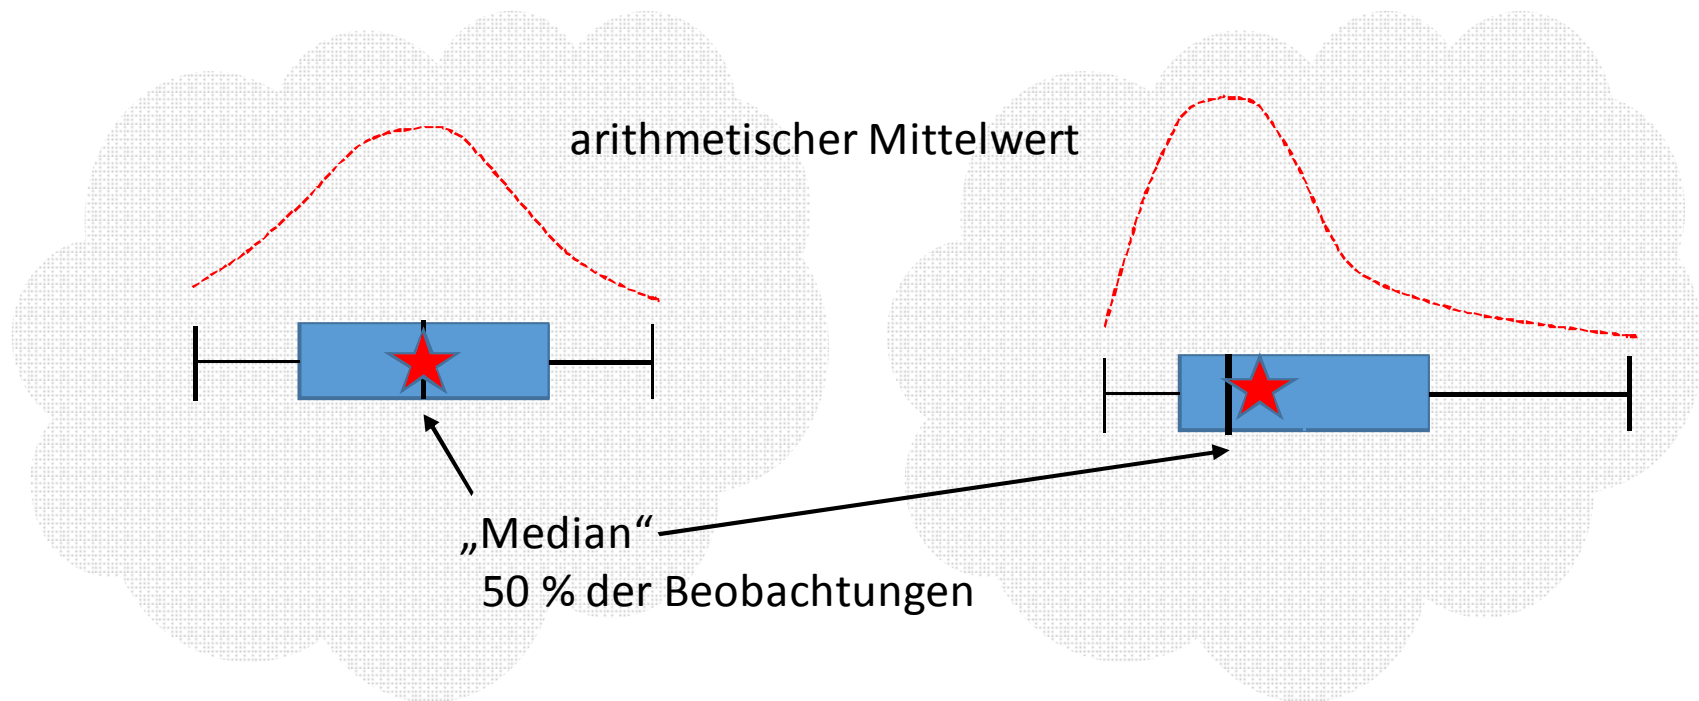 arithmetischer Mittelwert
„Median“
50 % der Beobachtungen